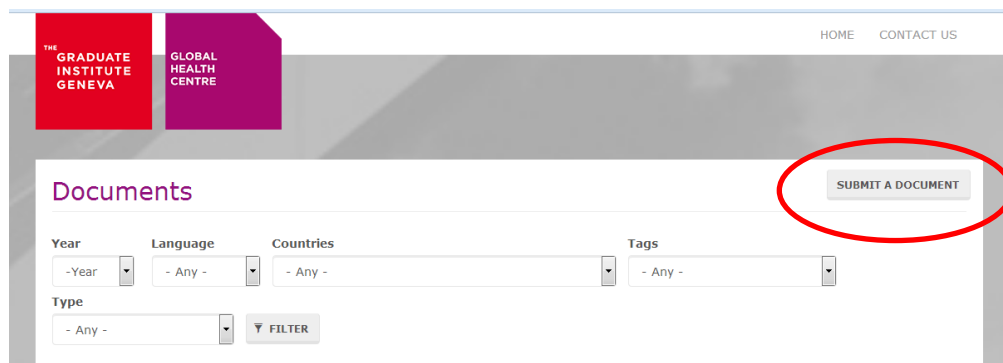 HOME CONTACT US
THE
GRADUATE
INSTITUTE
GENEVA
GLOBAL
HEALTH
CENTRE
Documents
SUBMIT A DOCUMENT
Year Language Countries Tags
-Year - Any - - Any - - Any -
Type
- Any - FILTER